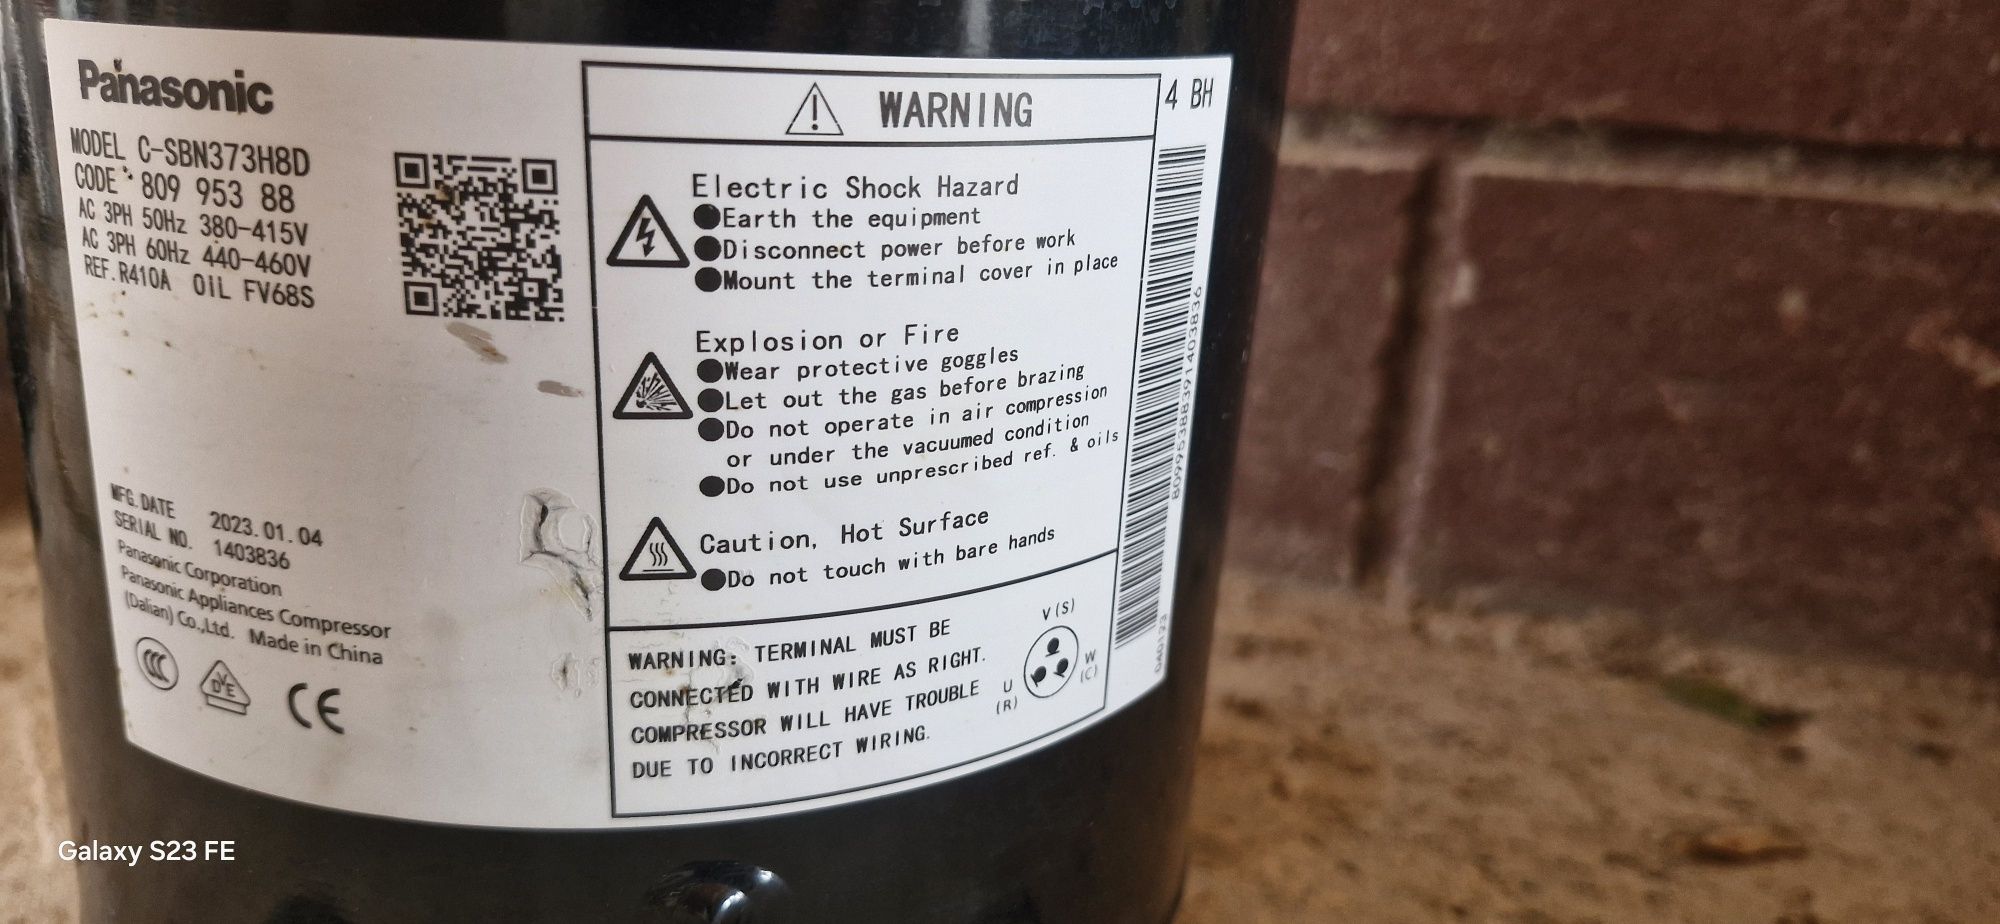 Panasonic
MODEL C-SBN373H8D
CODE 809 953 88
AC 3PH 50Hz 380-415V
AC 3PH 60Hz 440-460V
REF.R410A OIL FV68S
MFG.DATE 2023.01.04
SERIAL NO. 1403836
Panasonic Corporation
Panasonic Appliances Compressor
(Dalian) Co.,Ltd. Made in China
CCC
DVE
CE
WARNING
Electric Shock Hazard
●Earth the equipment
●Disconnect power before work
●Mount the terminal cover in place
Explosion or Fire
●Wear protective goggles
●Let out the gas before brazing
●Do not operate in air compression
or under the vacuumed condition
●Do not use unprescribed ref. & oils
Caution, Hot Surface
●Do not touch with bare hands
WARNING: TERMINAL MUST BE
CONNECTED WITH WIRE AS RIGHT.
COMPRESSOR WILL HAVE TROUBLE
DUE TO INCORRECT WIRING.
V(S)
W
(C)
U
(R)
4 BH
80995388391403836
040123
Galaxy S23 FE